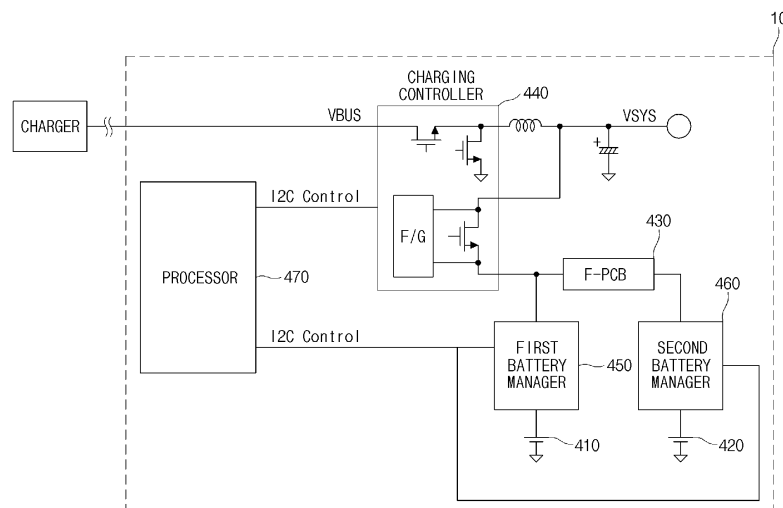 10
CHARGING
CONTROLLER
440
CHARGER
VBUS
VSYS
+
I2C Control
F/G
430
F-PCB
PROCESSOR
470
460
I2C Control
FIRST
BATTERY
MANAGER
450
SECOND
BATTERY
MANAGER
410
420